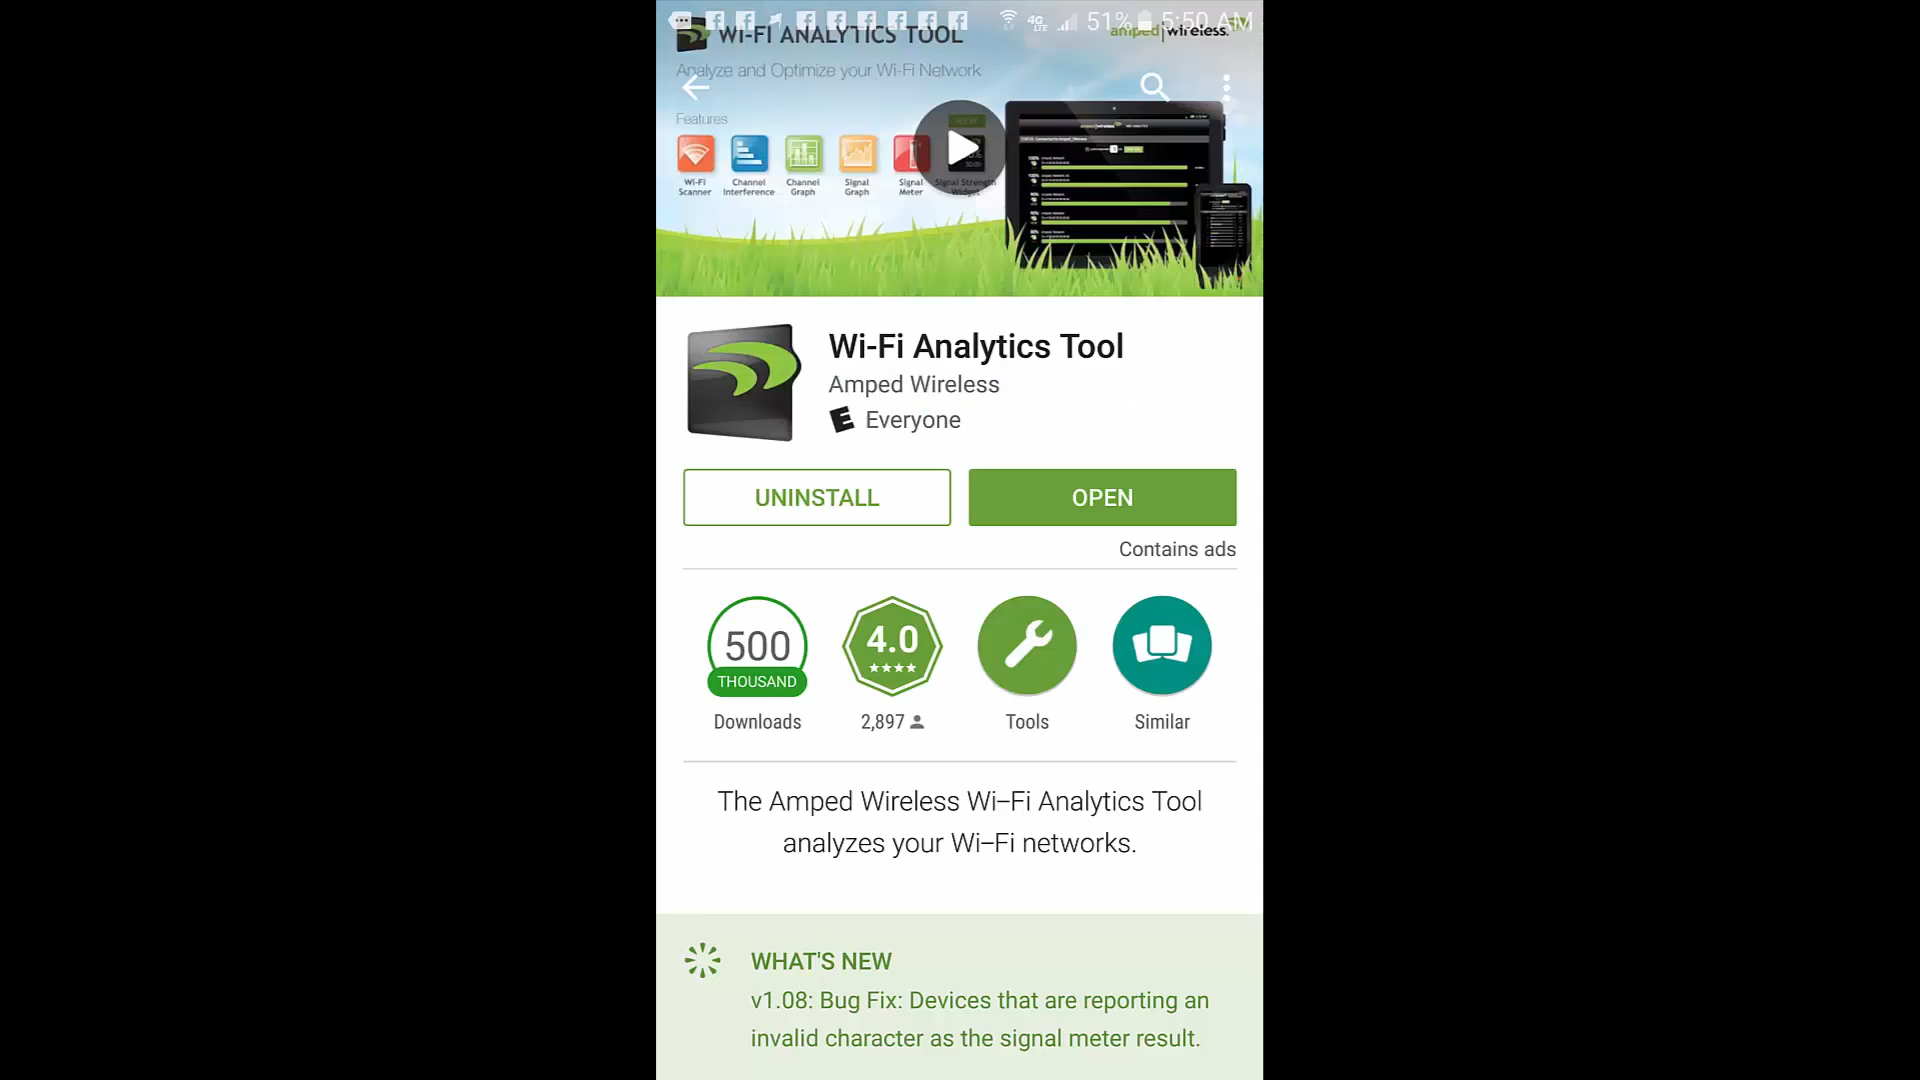 51% 5:50 AM
WI-FI ANALYTICS TOOL
amped wireless.
Analyze and Optimize your Wi-Fi Network
Features
NEW
Wi-Fi Scanner
Channel Interference
Channel Graph
Signal Graph
Signal Meter
Signal Strength Widget
Wi-Fi Analytics Tool
Amped Wireless
E Everyone
UNINSTALL
OPEN
Contains ads
500
THOUSAND
Downloads
4.0
2,897
Tools
Similar
The Amped Wireless Wi–Fi Analytics Tool
analyzes your Wi–Fi networks.
WHAT'S NEW
v1.08: Bug Fix: Devices that are reporting an
invalid character as the signal meter result.